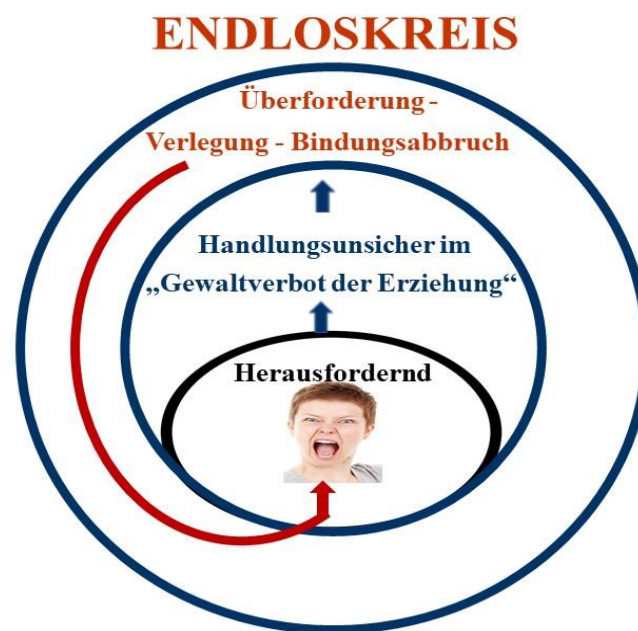 ENDLOSKREIS
Überforderung -
Verlegung - Bindungsabbruch
Handlungsunsicher im
„Gewaltverbot der Erziehung“
Herausfordernd